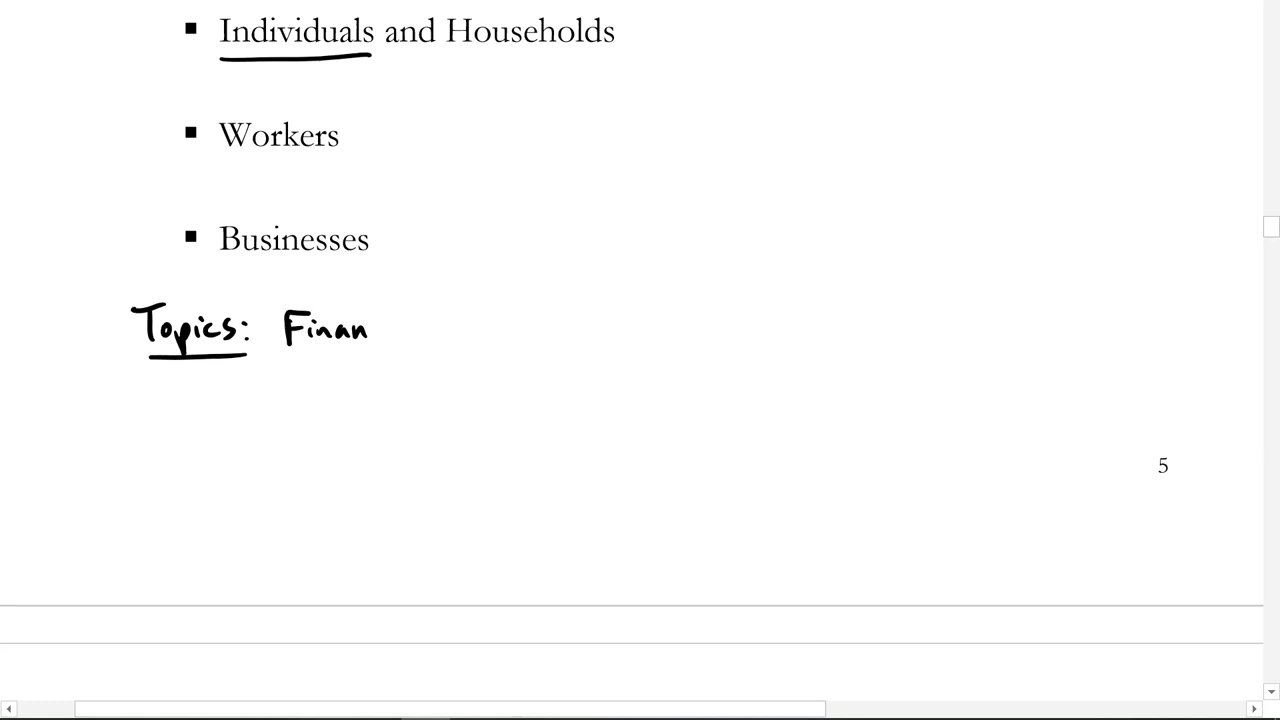 ▪ Individuals and Households
▪ Workers
▪ Businesses
Topics: Finan
5